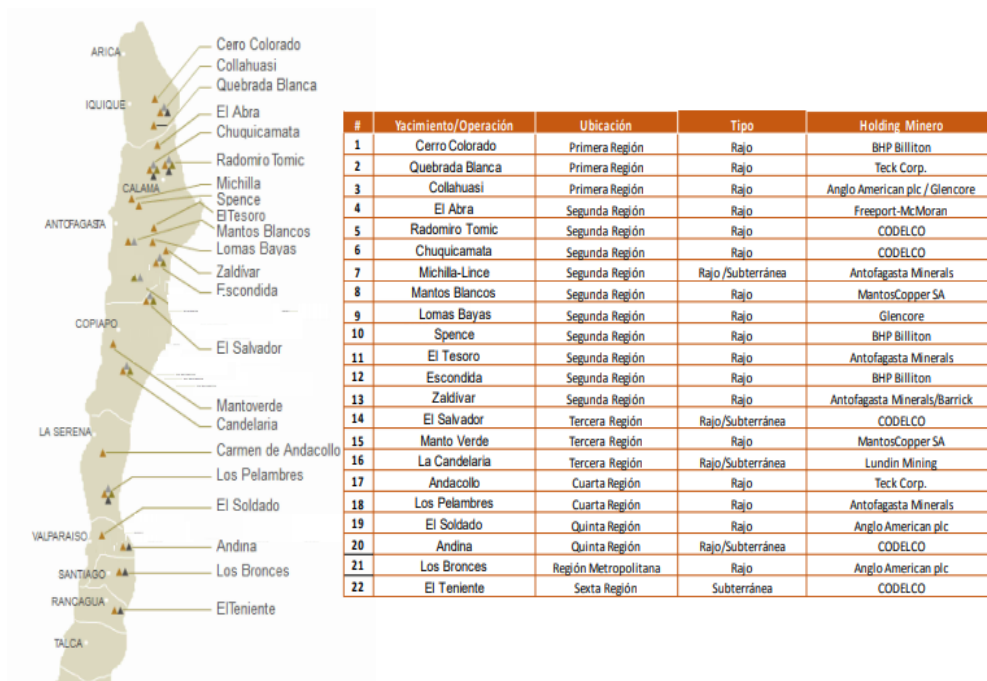 ARICA
IQUIQUE
CALAMA
ANTOFAGASTA
COPIAPO
LA SERENA
VALPARAISO
SANTIAGO
RANCAGUA
TALCA
Cerro Colorado
Collahuasi
Quebrada Blanca
El Abra
Chuquicamata
Radomiro Tomic
Michilla
Spence
ElTesoro
Mantos Blancos
Lomas Bayas
Zaldívar
Escondida
El Salvador
Mantoverde
Candelaria
Carmen de Andacollo
Los Pelambres
El Soldado
Andina
Los Bronces
ElTeniente
# Yacimiento/Operación Ubicación Tipo Holding Minero
1 Cerro Colorado Primera Región Rajo BHP Billiton
2 Quebrada Blanca Primera Región Rajo Teck Corp.
3 Collahuasi Primera Región Rajo Anglo American plc / Glencore
4 El Abra Segunda Región Rajo Freeport-McMoran
5 Radomiro Tomic Segunda Región Rajo CODELCO
6 Chuquicamata Segunda Región Rajo CODELCO
7 Michilla-Lince Segunda Región Rajo /Subterránea Antofagasta Minerals
8 Mantos Blancos Segunda Región Rajo MantosCopper SA
9 Lomas Bayas Segunda Región Rajo Glencore
10 Spence Segunda Región Rajo BHP Billiton
11 El Tesoro Segunda Región Rajo Antofagasta Minerals
12 Escondida Segunda Región Rajo BHP Billiton
13 Zaldívar Segunda Región Rajo Antofagasta Minerals/Barrick
14 El Salvador Tercera Región Rajo/Subterránea CODELCO
15 Manto Verde Tercera Región Rajo MantosCopper SA
16 La Candelaria Tercera Región Rajo/Subterránea Lundin Mining
17 Andacollo Cuarta Región Rajo Teck Corp.
18 Los Pelambres Cuarta Región Rajo Antofagasta Minerals
19 El Soldado Quinta Región Rajo Anglo American plc
20 Andina Quinta Región Rajo/Subterránea CODELCO
21 Los Bronces Región Metropolitana Rajo Anglo American plc
22 El Teniente Sexta Región Subterránea CODELCO